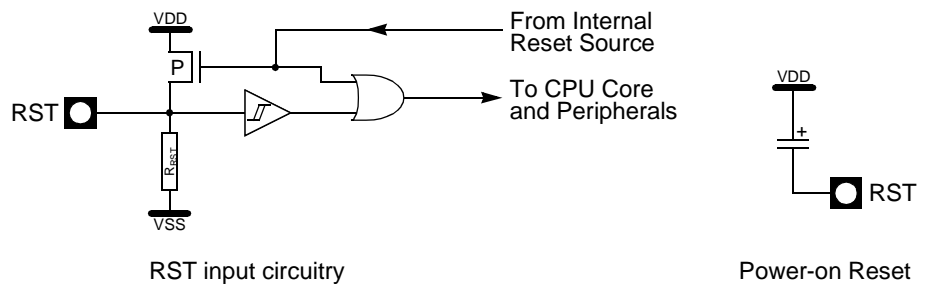 VDD
From Internal
Reset Source
P
To CPU Core
and Peripherals
RST
RRST
VSS
RST input circuitry
VDD
+
RST
Power-on Reset